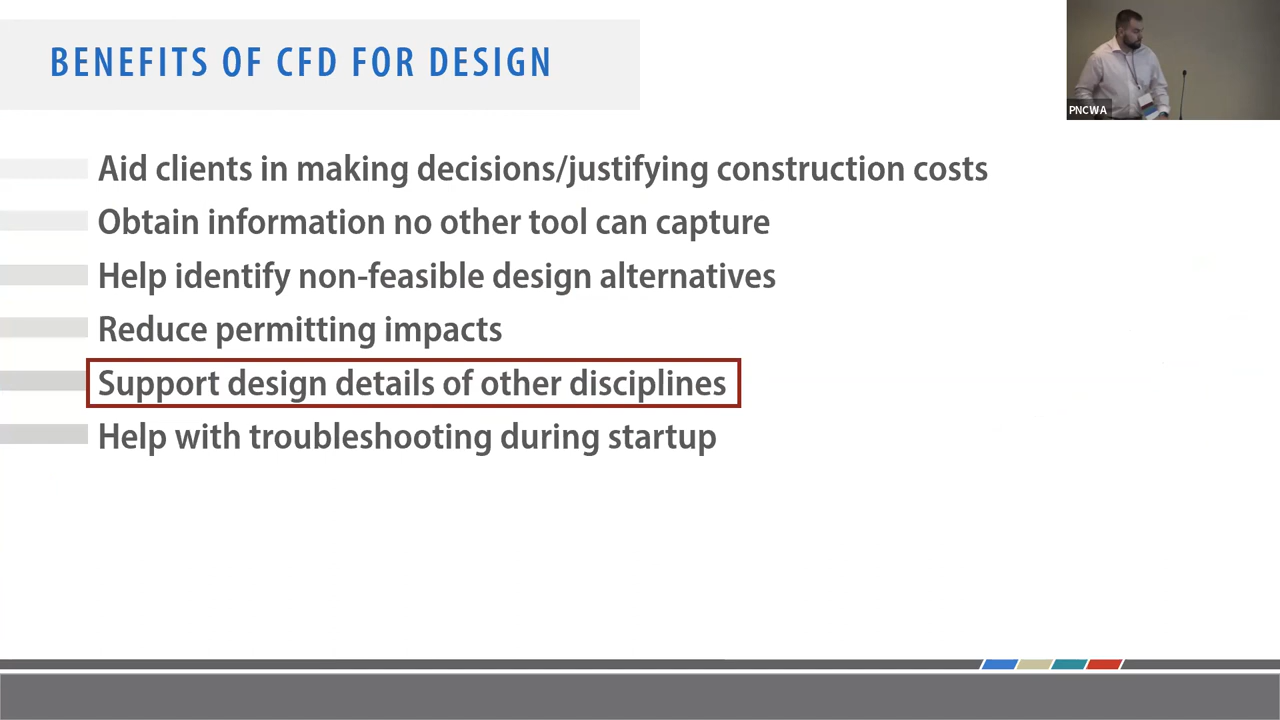 BENEFITS OF CFD FOR DESIGN
PNCWA
Aid clients in making decisions/justifying construction costs
Obtain information no other tool can capture
Help identify non-feasible design alternatives
Reduce permitting impacts
Support design details of other disciplines
Help with troubleshooting during startup